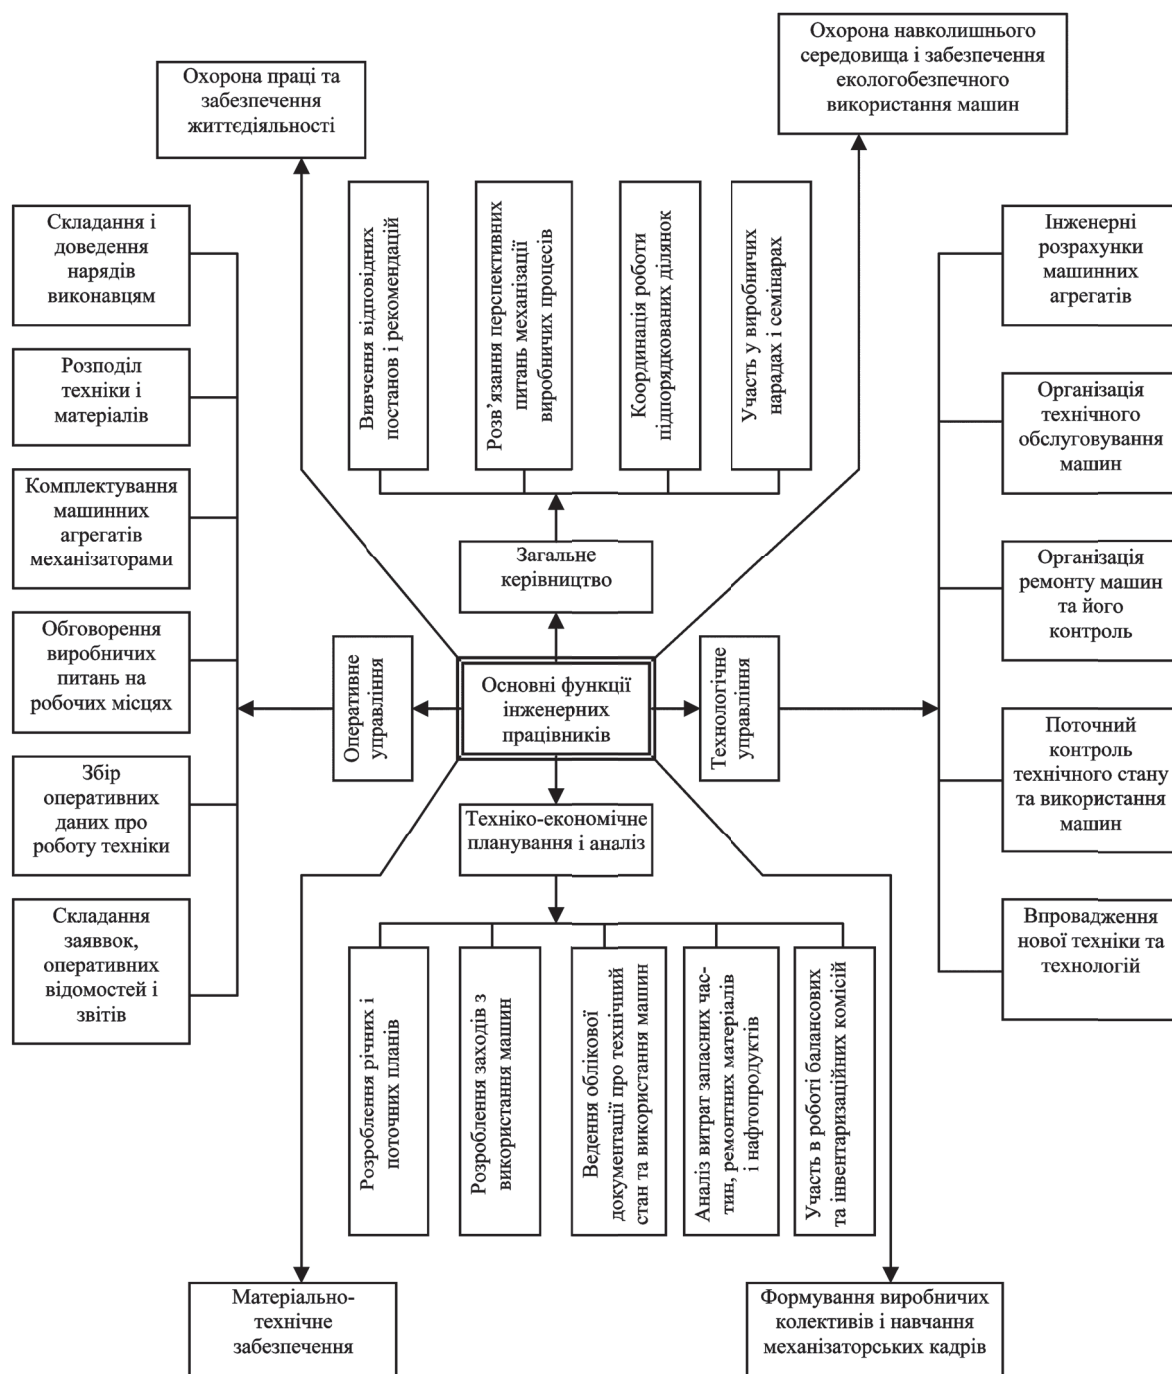 Охорона праці та
забезпечення
життєдіяльності
Охорона навколишнього
середовища і забезпечення
екологобезпечного
використання машин
Складання і
доведення
нарядів
виконавцям
Розподіл
техніки і
матеріалів
Комплектування
машинних
агрегатів
механізаторами
Обговорення
виробничих
питань на
робочих місцях
Збір
оперативних
даних про
роботу техніки
Складання
заяввок,
оперативних
відомостей і
звітів
Вивчення відповідних
постанов і рекомендацій
Розв’язання перспективних
питань механізації
виробничих процесів
Координація роботи
підпорядкованих ділянок
Участь у виробничих
нарадах і семінарах
Загальне
керівництво
Оперативне
управління
Основні функції
інженерних
працівників
Технологічне
управління
Техніко-економічне
планування і аналіз
Інженерні
розрахунки
машинних
агрегатів
Організація
технічного
обслуговування
машин
Організація
ремонту машин
та його
контроль
Поточний
контроль
технічного стану
та використання
машин
Впровадження
нової техніки та
технологій
Розроблення річних і
поточних планів
Розроблення заходів з
використання машин
Ведення облікової
документації про технічний
стан та використання машин
Аналіз витрат запасних час-
тин, ремонтних матеріалів
і нафтопродуктів
Участь в роботі балансових
та інвентаризаційних комісій
Матеріально-
технічне
забезпечення
Формування виробничих
колективів і навчання
механізаторських кадрів